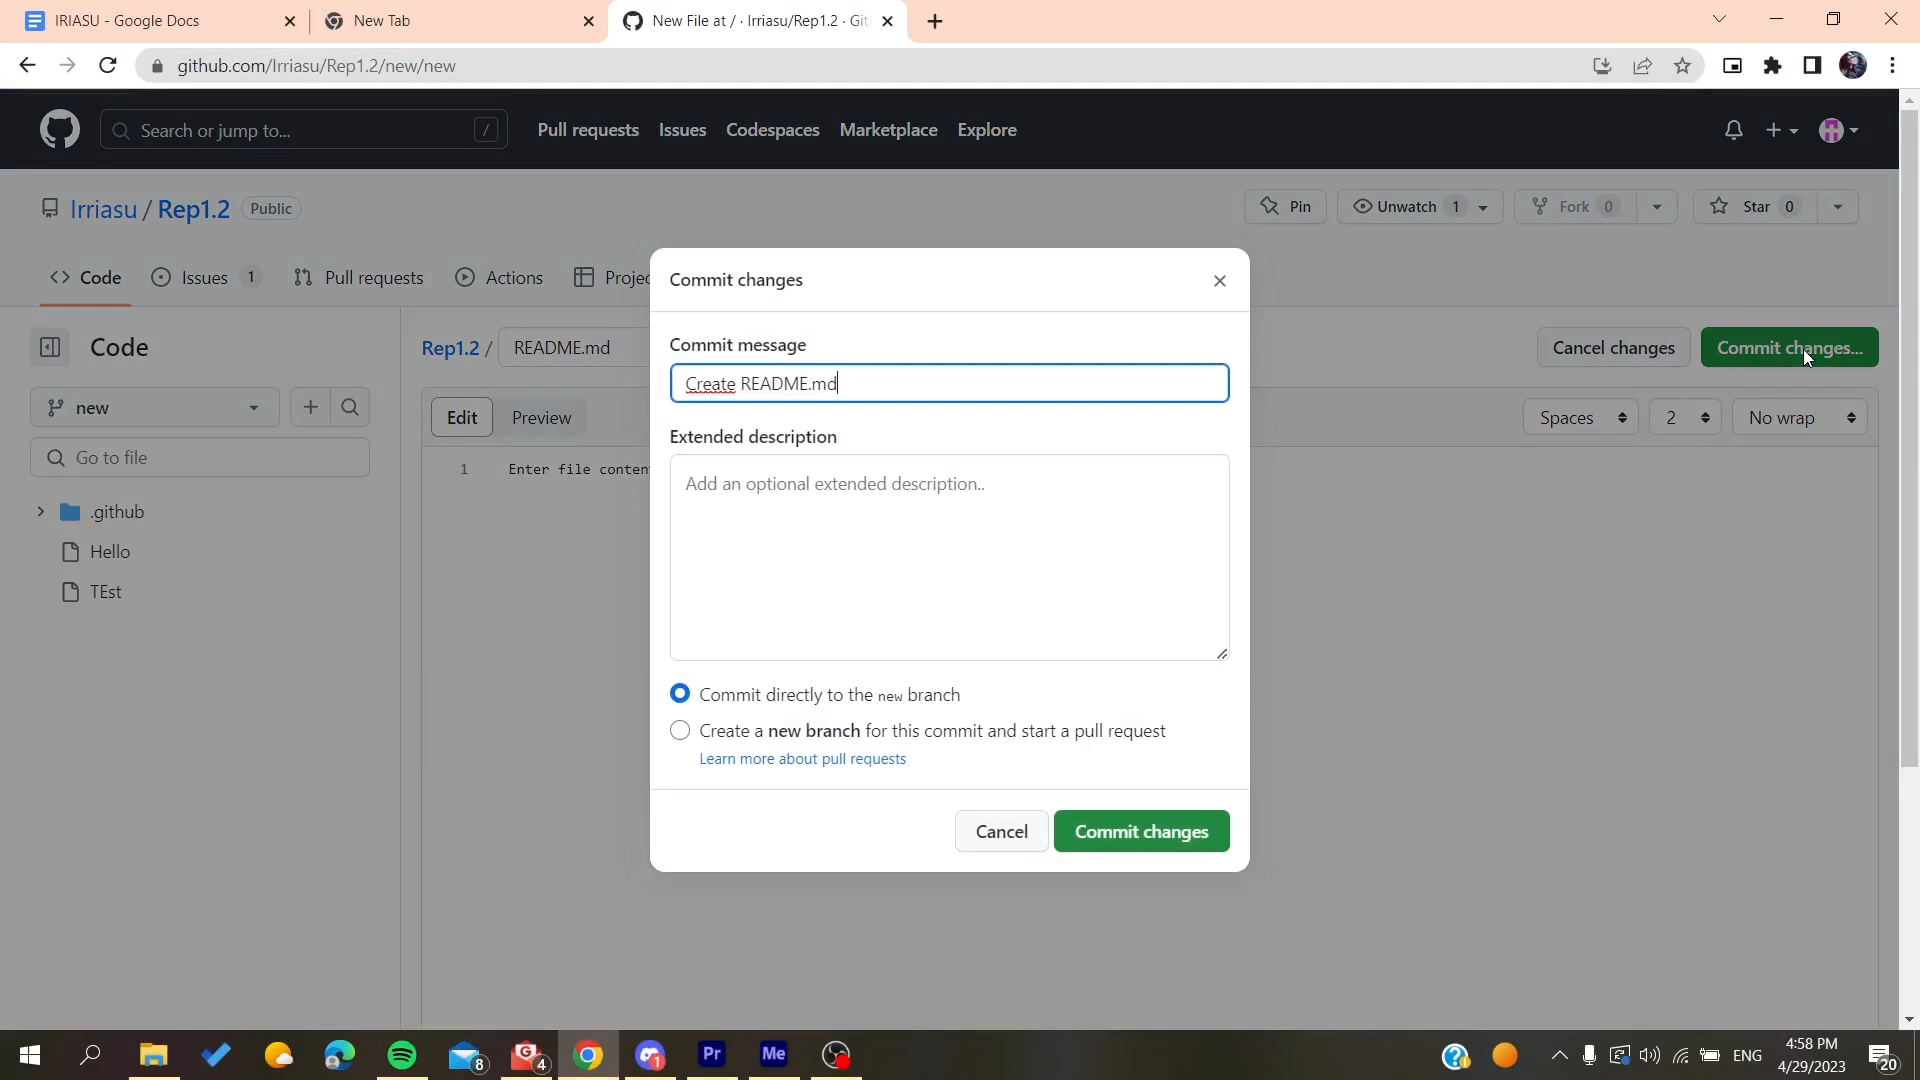 IRIASU - Google Docs
New Tab
New File at / · Irriasu/Rep1.2 · Git
github.com/Irriasu/Rep1.2/new/new
Search or jump to...
/
Pull requests
Issues
Codespaces
Marketplace
Explore
Irriasu / Rep1.2
Public
Pin
Unwatch 1
Fork 0
Star 0
Code
Issues 1
Pull requests
Actions
Projec
Commit changes
Code
Rep1.2 /
README.md
Commit message
Cancel changes
Commit changes...
Create README.md
new
Edit
Preview
Spaces
2
No wrap
Extended description
Go to file
1
Enter file conten
Add an optional extended description..
.github
Hello
TEst
Commit directly to the new branch
Create a new branch for this commit and start a pull request
Learn more about pull requests
Cancel
Commit changes
8
G
4
1
Pr
Me
ENG
4:58 PM
4/29/2023
20